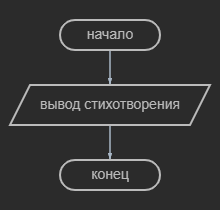 начало
вывод стихотворения
конец